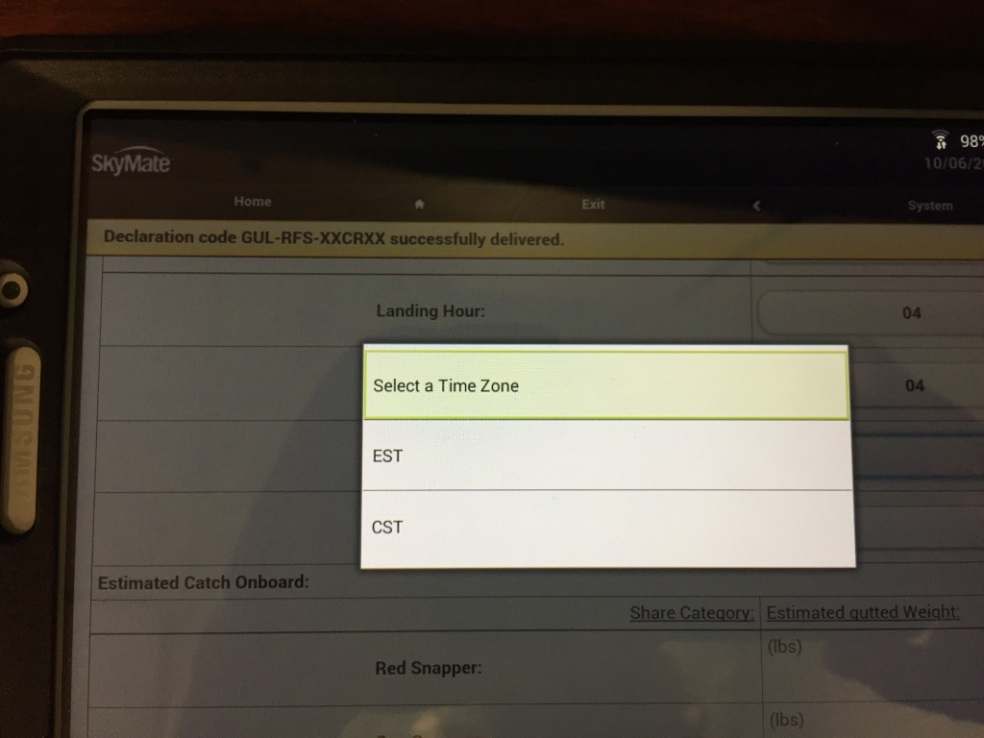 98%
SkyMate
10/06/2
Home
Exit
System
Declaration code GUL-RFS-XXCRXX successfully delivered.
Landing Hour:
04
Select a Time Zone
04
EST
CST
Estimated Catch Onboard:
Share Category:
Estimated gutted Weight:
(lbs)
Red Snapper:
(lbs)
SAMSUNG